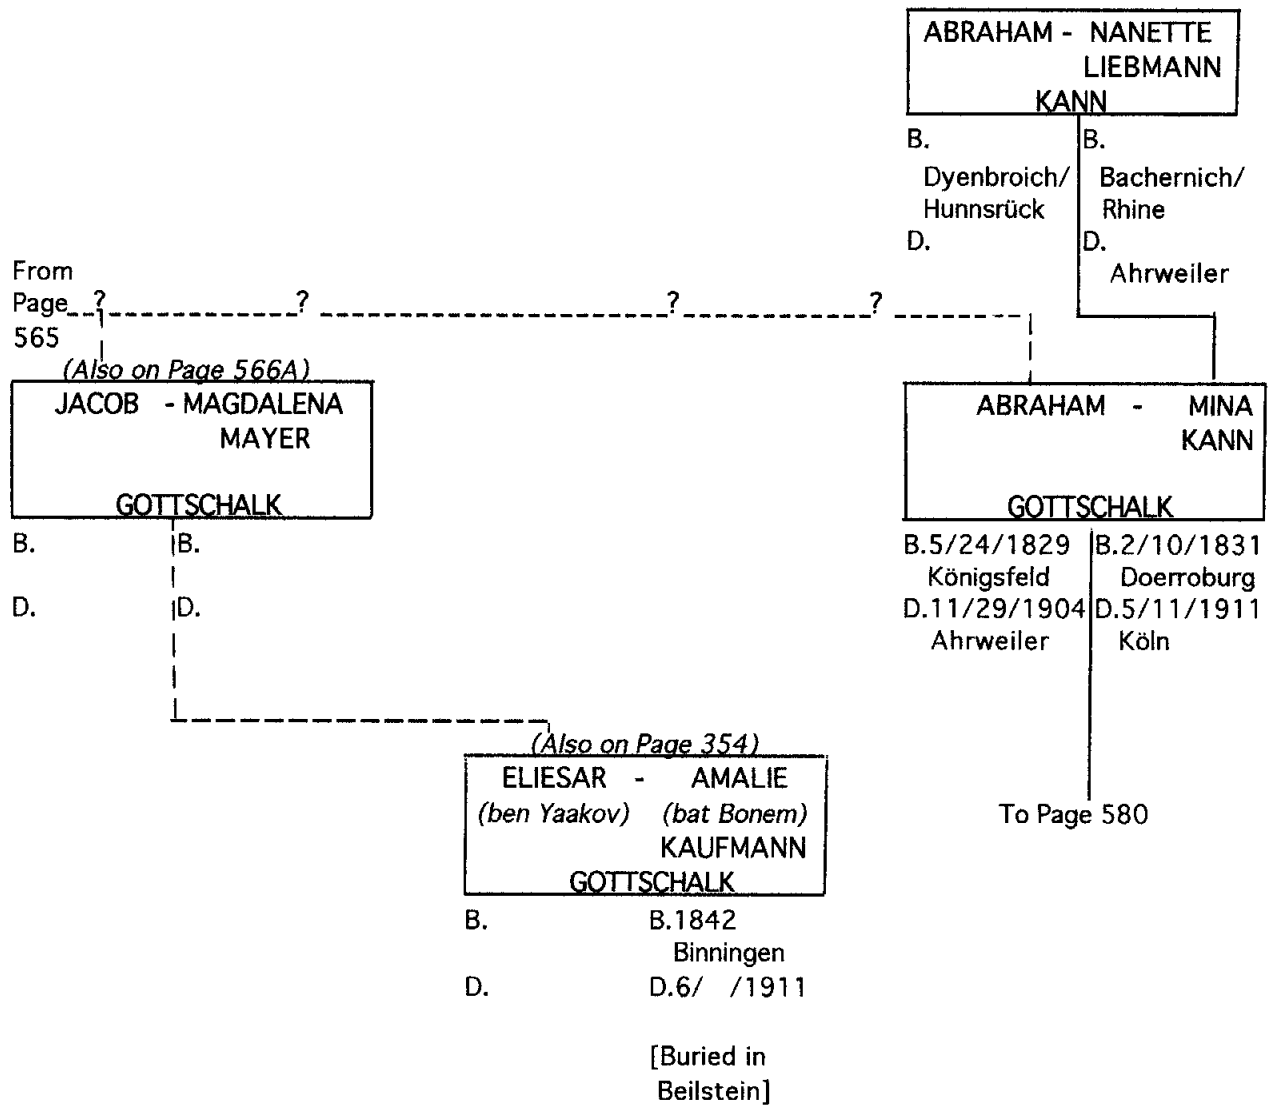 ABRAHAM - NANETTE
LIEBMANN
KANN
B. B.
Dyenbroich/ Bachernich/
Hunnsrück Rhine
D. D.
Ahrweiler
From
Page ? ? ? ?
565
(Also on Page 566A)
JACOB - MAGDALENA
MAYER
GOTTSCHALK
B. B.
D. D.
ABRAHAM - MINA
KANN
GOTTSCHALK
B.5/24/1829 B.2/10/1831
Königsfeld Doerroburg
D.11/29/1904 D.5/11/1911
Ahrweiler Köln
(Also on Page 354)
ELIESAR - AMALIE
(ben Yaakov) (bat Bonem)
KAUFMANN
GOTTSCHALK
B. B.1842
Binningen
D. D.6/ /1911
[Buried in
Beilstein]
To Page 580